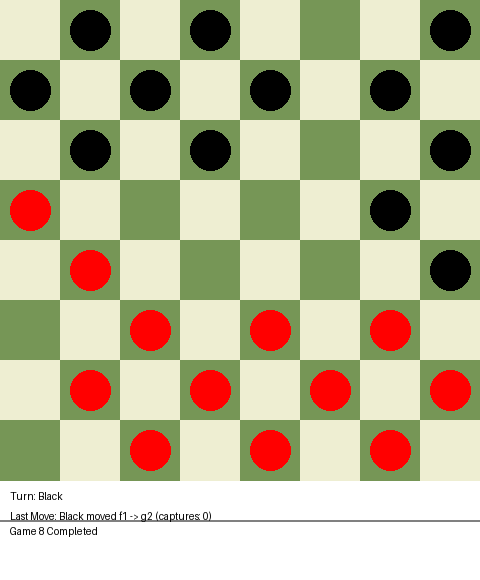 Turn: Black
Last Move: Black moved f1 -> g2 (captures: 0)
Game 8 Completed